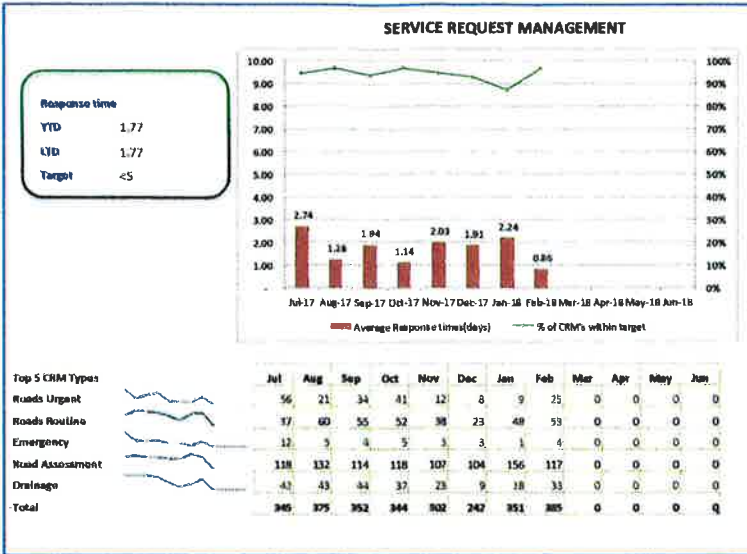 SERVICE REQUEST MANAGEMENT
Response time
YTD 1.77
LTD 1.77
Target <5
10.00 100%
9.00 90%
8.00 80%
7.00 70%
6.00 60%
5.00 50%
4.00 40%
3.00 30%
2.00 20%
1.00 10%
- 0%
2.74 1.28 1.94 1.14 2.03 1.91 2.24 0.86
Jul-17 Aug-17 Sep-17 Oct-17 Nov-17 Dec-17 Jan-18 Feb-18 Mar-18 Apr-18 May-18 Jun-18
Average Response times(days) % of CRM's within target
Top 5 CRM Types Jul Aug Sep Oct Nov Dec Jan Feb Mar Apr May Jun
Roads Urgent 56 21 34 41 12 8 9 25 0 0 0 0
Roads Routine 37 60 55 52 38 23 48 53 0 0 0 0
Emergency 12 5 4 5 3 3 1 4 0 0 0 0
Road Assessment 118 132 114 118 107 104 156 117 0 0 0 0
Drainage 42 43 44 37 23 9 18 33 0 0 0 0
Total 345 375 352 344 302 242 351 385 0 0 0 0